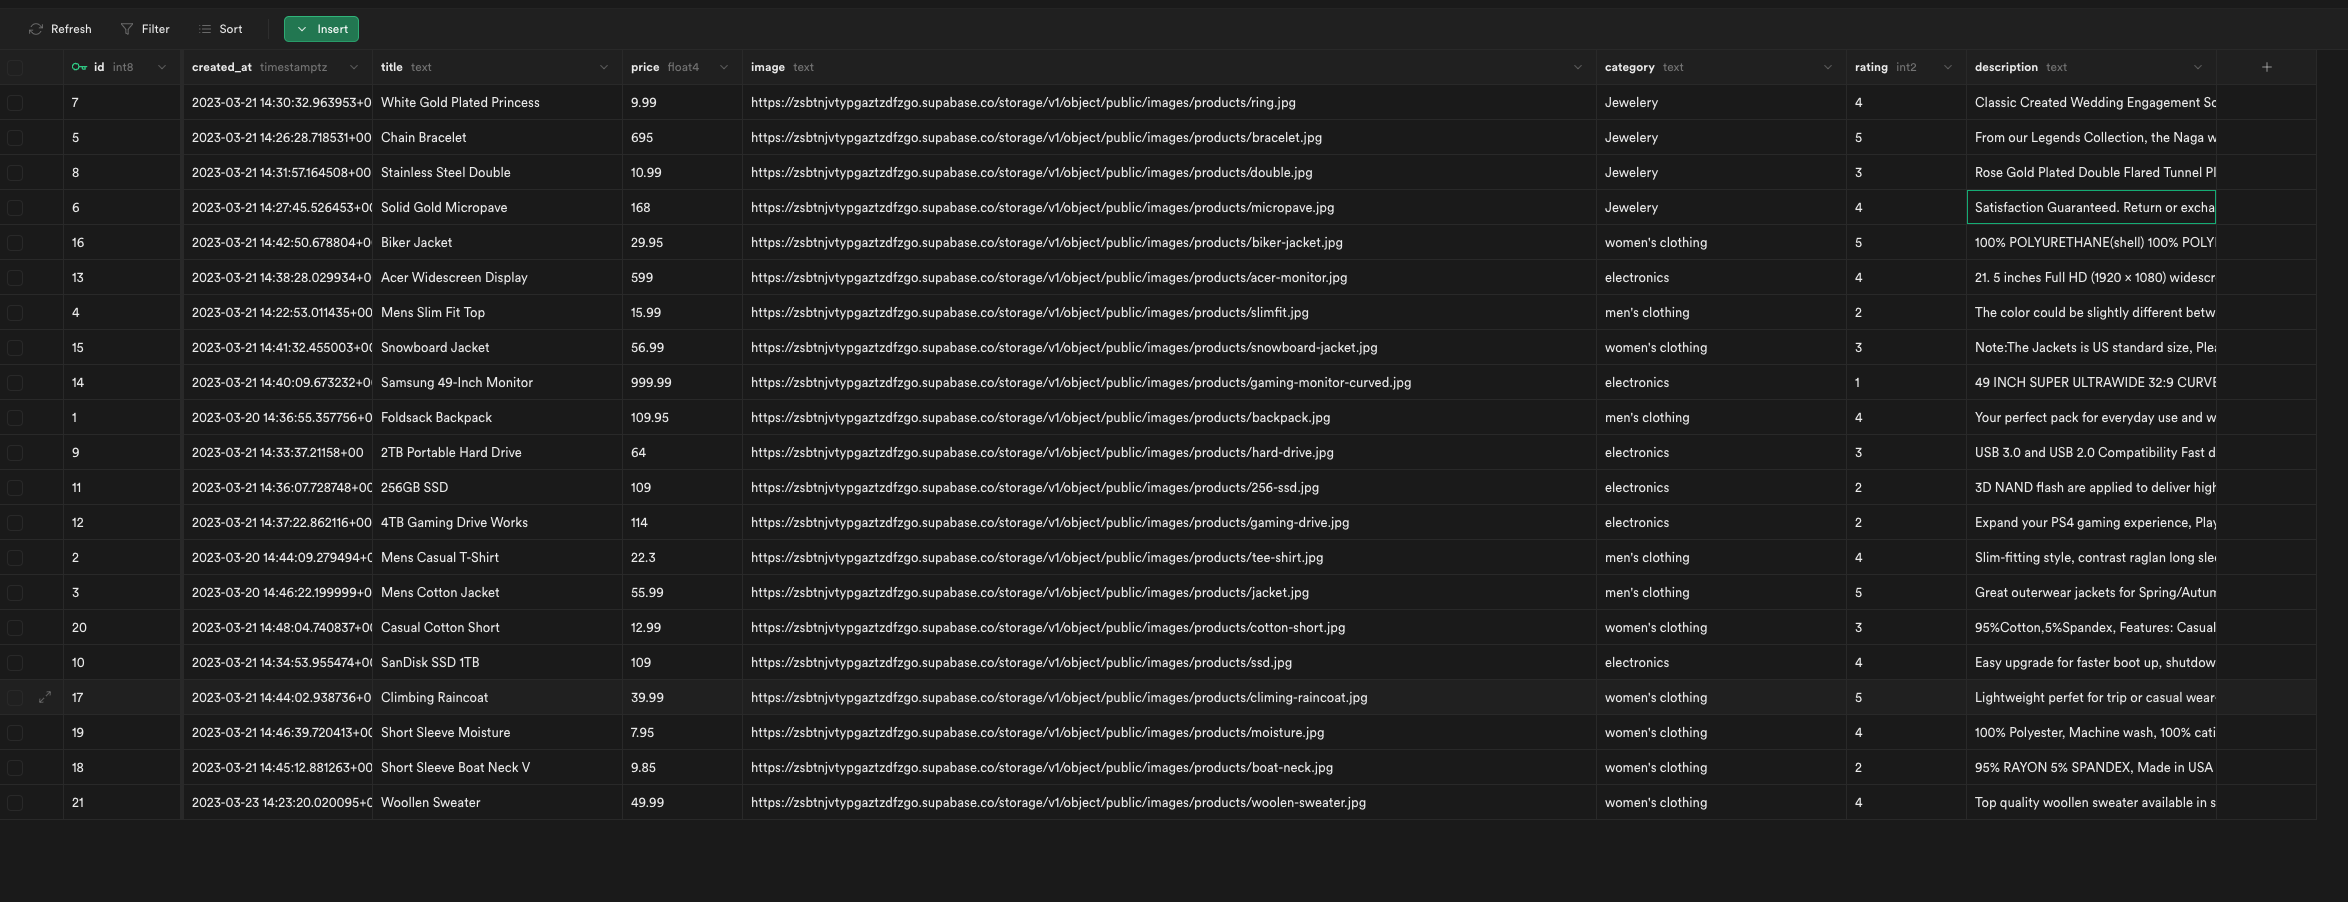 Refresh Filter Sort Insert
id int8 created_at timestamptz title text price float4 image text category text rating int2 description text
7 2023-03-21 14:30:32.963953+0 White Gold Plated Princess 9.99 https://zsbtnjvtypgaztzdfzgo.supabase.co/storage/v1/object/public/images/products/ring.jpg Jewelery 4 Classic Created Wedding Engagement So
5 2023-03-21 14:26:28.718531+00 Chain Bracelet 695 https://zsbtnjvtypgaztzdfzgo.supabase.co/storage/v1/object/public/images/products/bracelet.jpg Jewelery 5 From our Legends Collection, the Naga w
8 2023-03-21 14:31:57.164508+00 Stainless Steel Double 10.99 https://zsbtnjvtypgaztzdfzgo.supabase.co/storage/v1/object/public/images/products/double.jpg Jewelery 3 Rose Gold Plated Double Flared Tunnel Pl
6 2023-03-21 14:27:45.526453+00 Solid Gold Micropave 168 https://zsbtnjvtypgaztzdfzgo.supabase.co/storage/v1/object/public/images/products/micropave.jpg Jewelery 4 Satisfaction Guaranteed. Return or excha
16 2023-03-21 14:42:50.678804+0 Biker Jacket 29.95 https://zsbtnjvtypgaztzdfzgo.supabase.co/storage/v1/object/public/images/products/biker-jacket.jpg women's clothing 5 100% POLYURETHANE(shell) 100% POLY
13 2023-03-21 14:38:28.029934+0 Acer Widescreen Display 599 https://zsbtnjvtypgaztzdfzgo.supabase.co/storage/v1/object/public/images/products/acer-monitor.jpg electronics 4 21. 5 inches Full HD (1920 x 1080) widescr
4 2023-03-21 14:22:53.011435+00 Mens Slim Fit Top 15.99 https://zsbtnjvtypgaztzdfzgo.supabase.co/storage/v1/object/public/images/products/slimfit.jpg men's clothing 2 The color could be slightly different betw
15 2023-03-21 14:41:32.455003+00 Snowboard Jacket 56.99 https://zsbtnjvtypgaztzdfzgo.supabase.co/storage/v1/object/public/images/products/snowboard-jacket.jpg women's clothing 3 Note:The Jackets is US standard size, Plea
14 2023-03-21 14:40:09.673232+0 Samsung 49-Inch Monitor 999.99 https://zsbtnjvtypgaztzdfzgo.supabase.co/storage/v1/object/public/images/products/gaming-monitor-curved.jpg electronics 1 49 INCH SUPER ULTRAWIDE 32:9 CURVE
1 2023-03-20 14:36:55.357756+0 Foldsack Backpack 109.95 https://zsbtnjvtypgaztzdfzgo.supabase.co/storage/v1/object/public/images/products/backpack.jpg men's clothing 4 Your perfect pack for everyday use and w
9 2023-03-21 14:33:37.21158+00 2TB Portable Hard Drive 64 https://zsbtnjvtypgaztzdfzgo.supabase.co/storage/v1/object/public/images/products/hard-drive.jpg electronics 3 USB 3.0 and USB 2.0 Compatibility Fast d
11 2023-03-21 14:36:07.728748+00 256GB SSD 109 https://zsbtnjvtypgaztzdfzgo.supabase.co/storage/v1/object/public/images/products/256-ssd.jpg electronics 2 3D NAND flash are applied to deliver high
12 2023-03-21 14:37:22.862116+00 4TB Gaming Drive Works 114 https://zsbtnjvtypgaztzdfzgo.supabase.co/storage/v1/object/public/images/products/gaming-drive.jpg electronics 2 Expand your PS4 gaming experience, Play
2 2023-03-20 14:44:09.279494+0 Mens Casual T-Shirt 22.3 https://zsbtnjvtypgaztzdfzgo.supabase.co/storage/v1/object/public/images/products/tee-shirt.jpg men's clothing 4 Slim-fitting style, contrast raglan long slee
3 2023-03-20 14:46:22.199999+0 Mens Cotton Jacket 55.99 https://zsbtnjvtypgaztzdfzgo.supabase.co/storage/v1/object/public/images/products/jacket.jpg men's clothing 5 Great outerwear jackets for Spring/Autum
20 2023-03-21 14:48:04.740837+0 Casual Cotton Short 12.99 https://zsbtnjvtypgaztzdfzgo.supabase.co/storage/v1/object/public/images/products/cotton-short.jpg women's clothing 3 95%Cotton,5%Spandex, Features: Casual
10 2023-03-21 14:34:53.955474+00 SanDisk SSD 1TB 109 https://zsbtnjvtypgaztzdfzgo.supabase.co/storage/v1/object/public/images/products/ssd.jpg electronics 4 Easy upgrade for faster boot up, shutdow
17 2023-03-21 14:44:02.938736+0 Climbing Raincoat 39.99 https://zsbtnjvtypgaztzdfzgo.supabase.co/storage/v1/object/public/images/products/climing-raincoat.jpg women's clothing 5 Lightweight perfet for trip or casual wear
19 2023-03-21 14:46:39.720413+00 Short Sleeve Moisture 7.95 https://zsbtnjvtypgaztzdfzgo.supabase.co/storage/v1/object/public/images/products/moisture.jpg women's clothing 4 100% Polyester, Machine wash, 100% cati
18 2023-03-21 14:45:12.881263+00 Short Sleeve Boat Neck V 9.85 https://zsbtnjvtypgaztzdfzgo.supabase.co/storage/v1/object/public/images/products/boat-neck.jpg women's clothing 2 95% RAYON 5% SPANDEX, Made in USA
21 2023-03-23 14:23:20.020095+0 Woollen Sweater 49.99 https://zsbtnjvtypgaztzdfzgo.supabase.co/storage/v1/object/public/images/products/woolen-sweater.jpg women's clothing 4 Top quality woollen sweater available in s